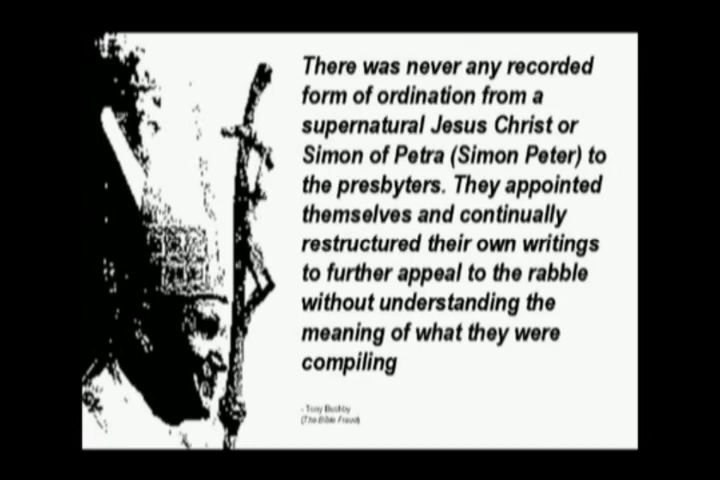 There was never any recorded
form of ordination from a
supernatural Jesus Christ or
Simon of Petra (Simon Peter) to
the presbyters. They appointed
themselves and continually
restructured their own writings
to further appeal to the rabble
without understanding the
meaning of what they were
compiling
- Tony Bushby
(The Bible Fraud)